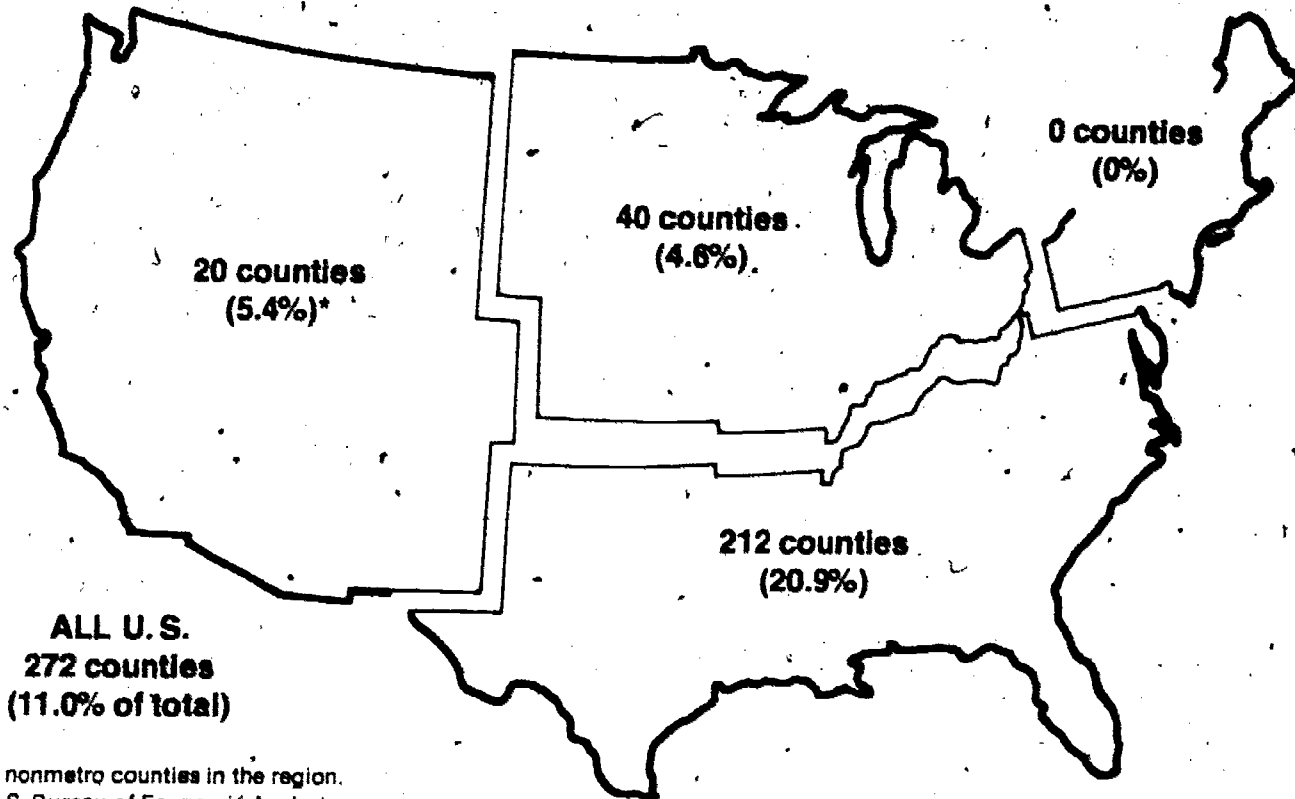 0 counties
(0%)
40 counties
(4.6%)
20 counties
(5.4%)*
212 counties
(20.9%)
ALL U.S.
272 counties
(11.0% of total)
nonmetro counties in the region.